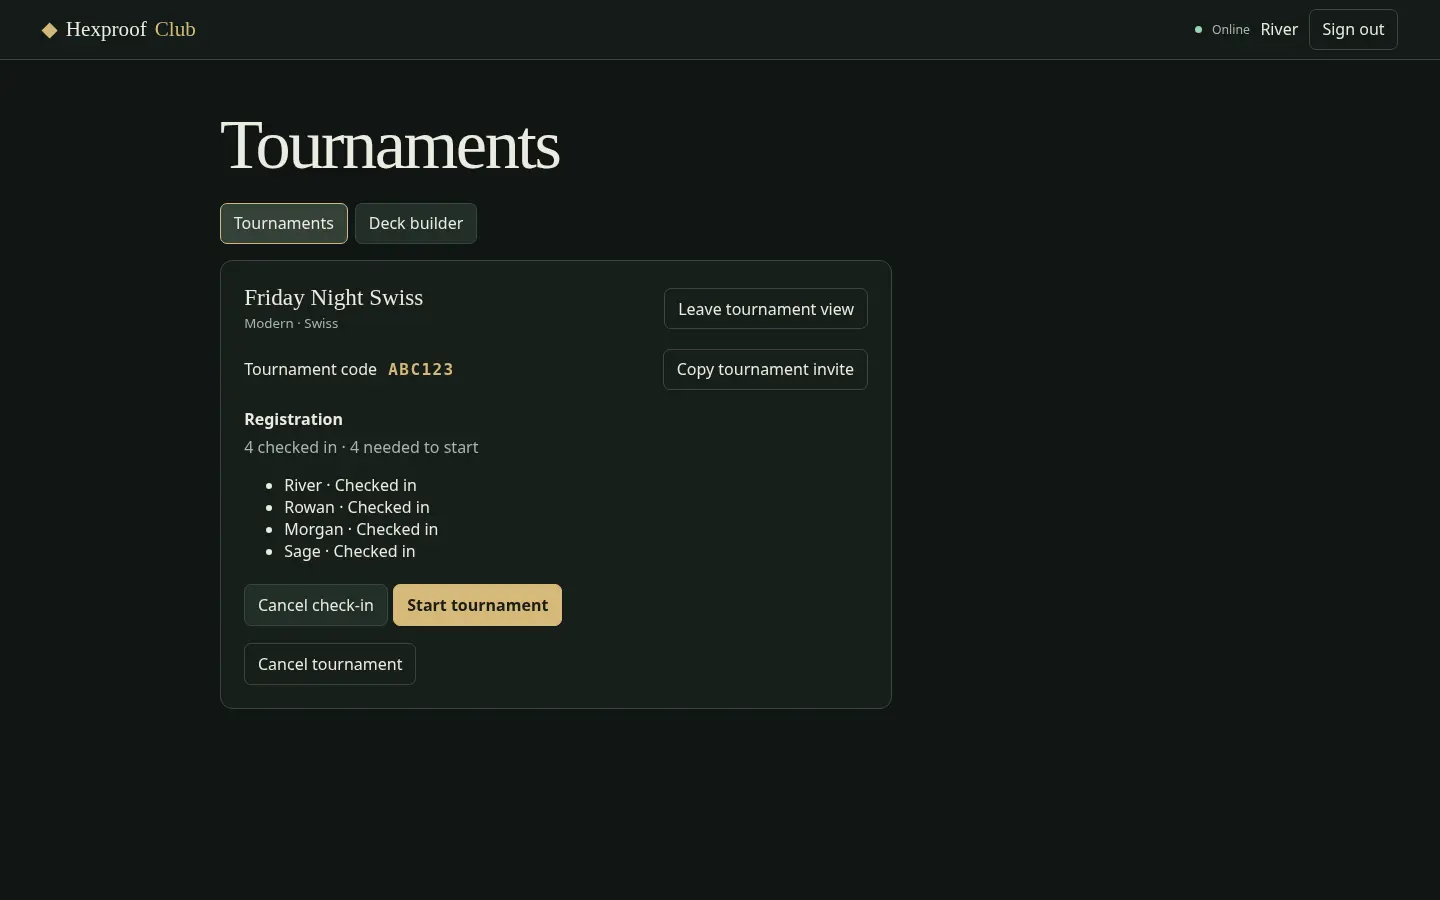 Hexproof Club
Online River Sign out
Tournaments
Tournaments Deck builder
Friday Night Swiss
Modern · Swiss
Leave tournament view
Tournament code ABC123
Copy tournament invite
Registration
4 checked in · 4 needed to start
River · Checked in
Rowan · Checked in
Morgan · Checked in
Sage · Checked in
Cancel check-in Start tournament
Cancel tournament